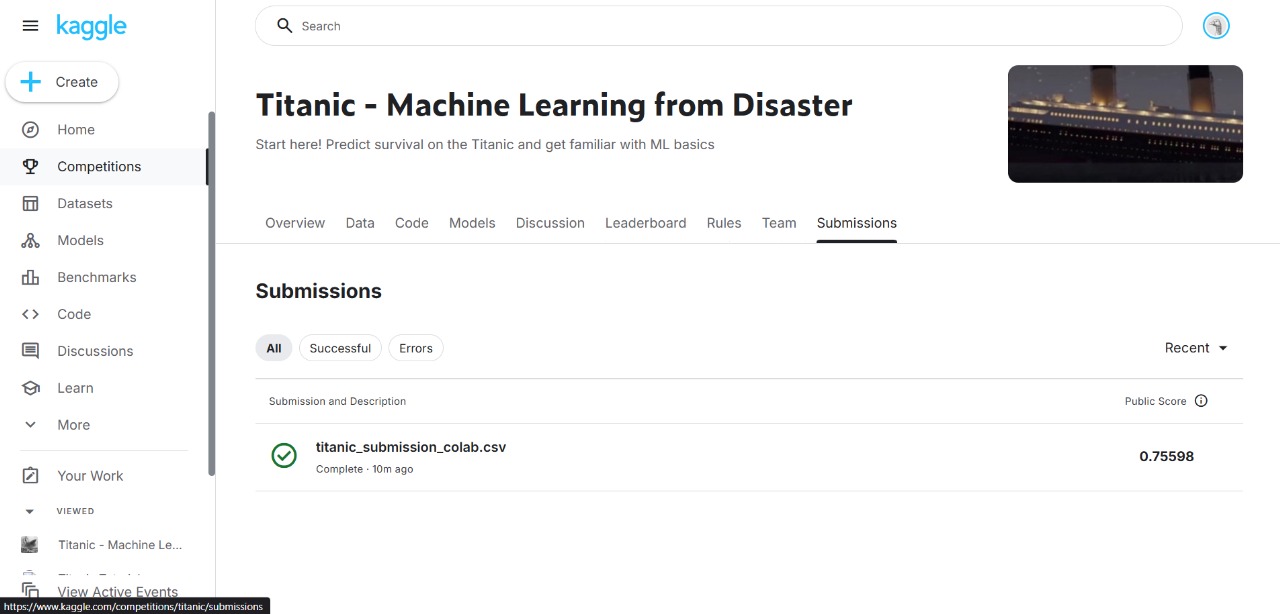 kaggle
Search
Create
Home
Competitions
Datasets
Models
Benchmarks
Code
Discussions
Learn
More
Your Work
VIEWED
Titanic - Machine Le...
View Active Events
https://www.kaggle.com/competitions/titanic/submissions
Titanic - Machine Learning from Disaster
Start here! Predict survival on the Titanic and get familiar with ML basics
Overview Data Code Models Discussion Leaderboard Rules Team Submissions
Submissions
All Successful Errors Recent
Submission and Description Public Score
titanic_submission_colab.csv
Complete · 10m ago
0.75598